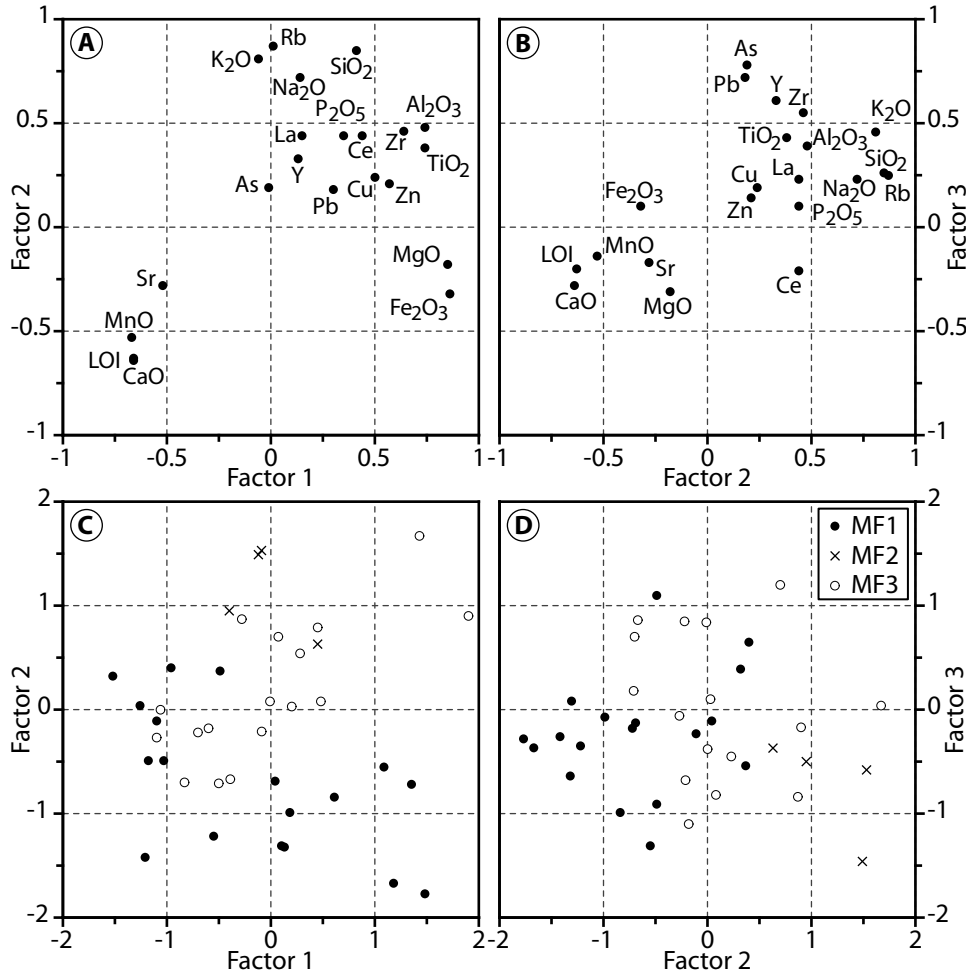 A
1
0.5
0
-0.5
-1
Factor 2
Rb
K2O
SiO2
Na2O
P2O5
Al2O3
La
Ce
Zr
TiO2
Y
As
Pb
Cu
Zn
MgO
Sr
Fe2O3
MnO
LOI
CaO
-1
-0.5
0
0.5
1
Factor 1
B
1
0.5
0
-0.5
-1
Factor 3
As
Pb
Y
Zr
K2O
TiO2
Al2O3
SiO2
La
Cu
Na2O
Rb
Fe2O3
Zn
P2O5
MnO
LOI
Sr
CaO
MgO
Ce
-1
-0.5
0
0.5
1
Factor 2
C
2
1
0
-1
-2
Factor 2
-2
-1
0
1
2
Factor 1
D
MF1
MF2
MF3
2
1
0
-1
-2
Factor 3
-2
-1
0
1
2
Factor 2